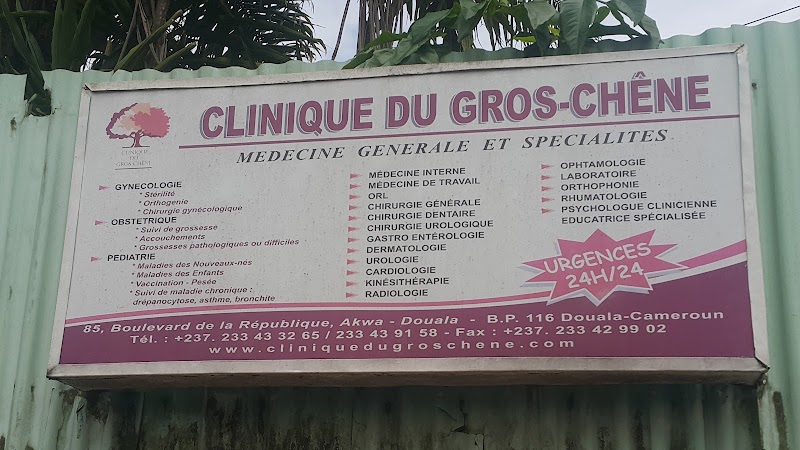 CLINIQUE
DU
GROS-CHÊNE
CLINIQUE DU GROS-CHÊNE
MEDECINE GENERALE ET SPECIALITES
GYNECOLOGIE
* Stérilité
* Orthogenie
* Chirurgie gynécologique
OBSTETRIQUE
* Suivi de grossesse
* Accouchements
* Grossesses pathologiques ou difficiles
PEDIATRIE
* Maladies des Nouveaux-nés
* Maladies des Enfants
* Vaccination - Pesée
* Suivi de maladie chronique :
drépanocytose, asthme, bronchite
MÉDECINE INTERNE
MÉDECINE DE TRAVAIL
ORL
CHIRURGIE GÉNÉRALE
CHIRURGIE DENTAIRE
CHIRURGIE UROLOGIQUE
GASTRO ENTÉROLOGIE
DERMATOLOGIE
UROLOGIE
CARDIOLOGIE
KINÉSITHÉRAPIE
RADIOLOGIE
OPHTAMOLOGIE
LABORATOIRE
ORTHOPHONIE
RHUMATOLOGIE
PSYCHOLOGUE CLINICIENNE
EDUCATRICE SPÉCIALISÉE
URGENCES
24H/24
85, Boulevard de la République, Akwa - Douala - B.P. 116 Douala-Cameroun
Tél. : +237. 233 43 32 65 / 233 43 91 58 - Fax : +237. 233 42 99 02
www.cliniquedugroschene.com